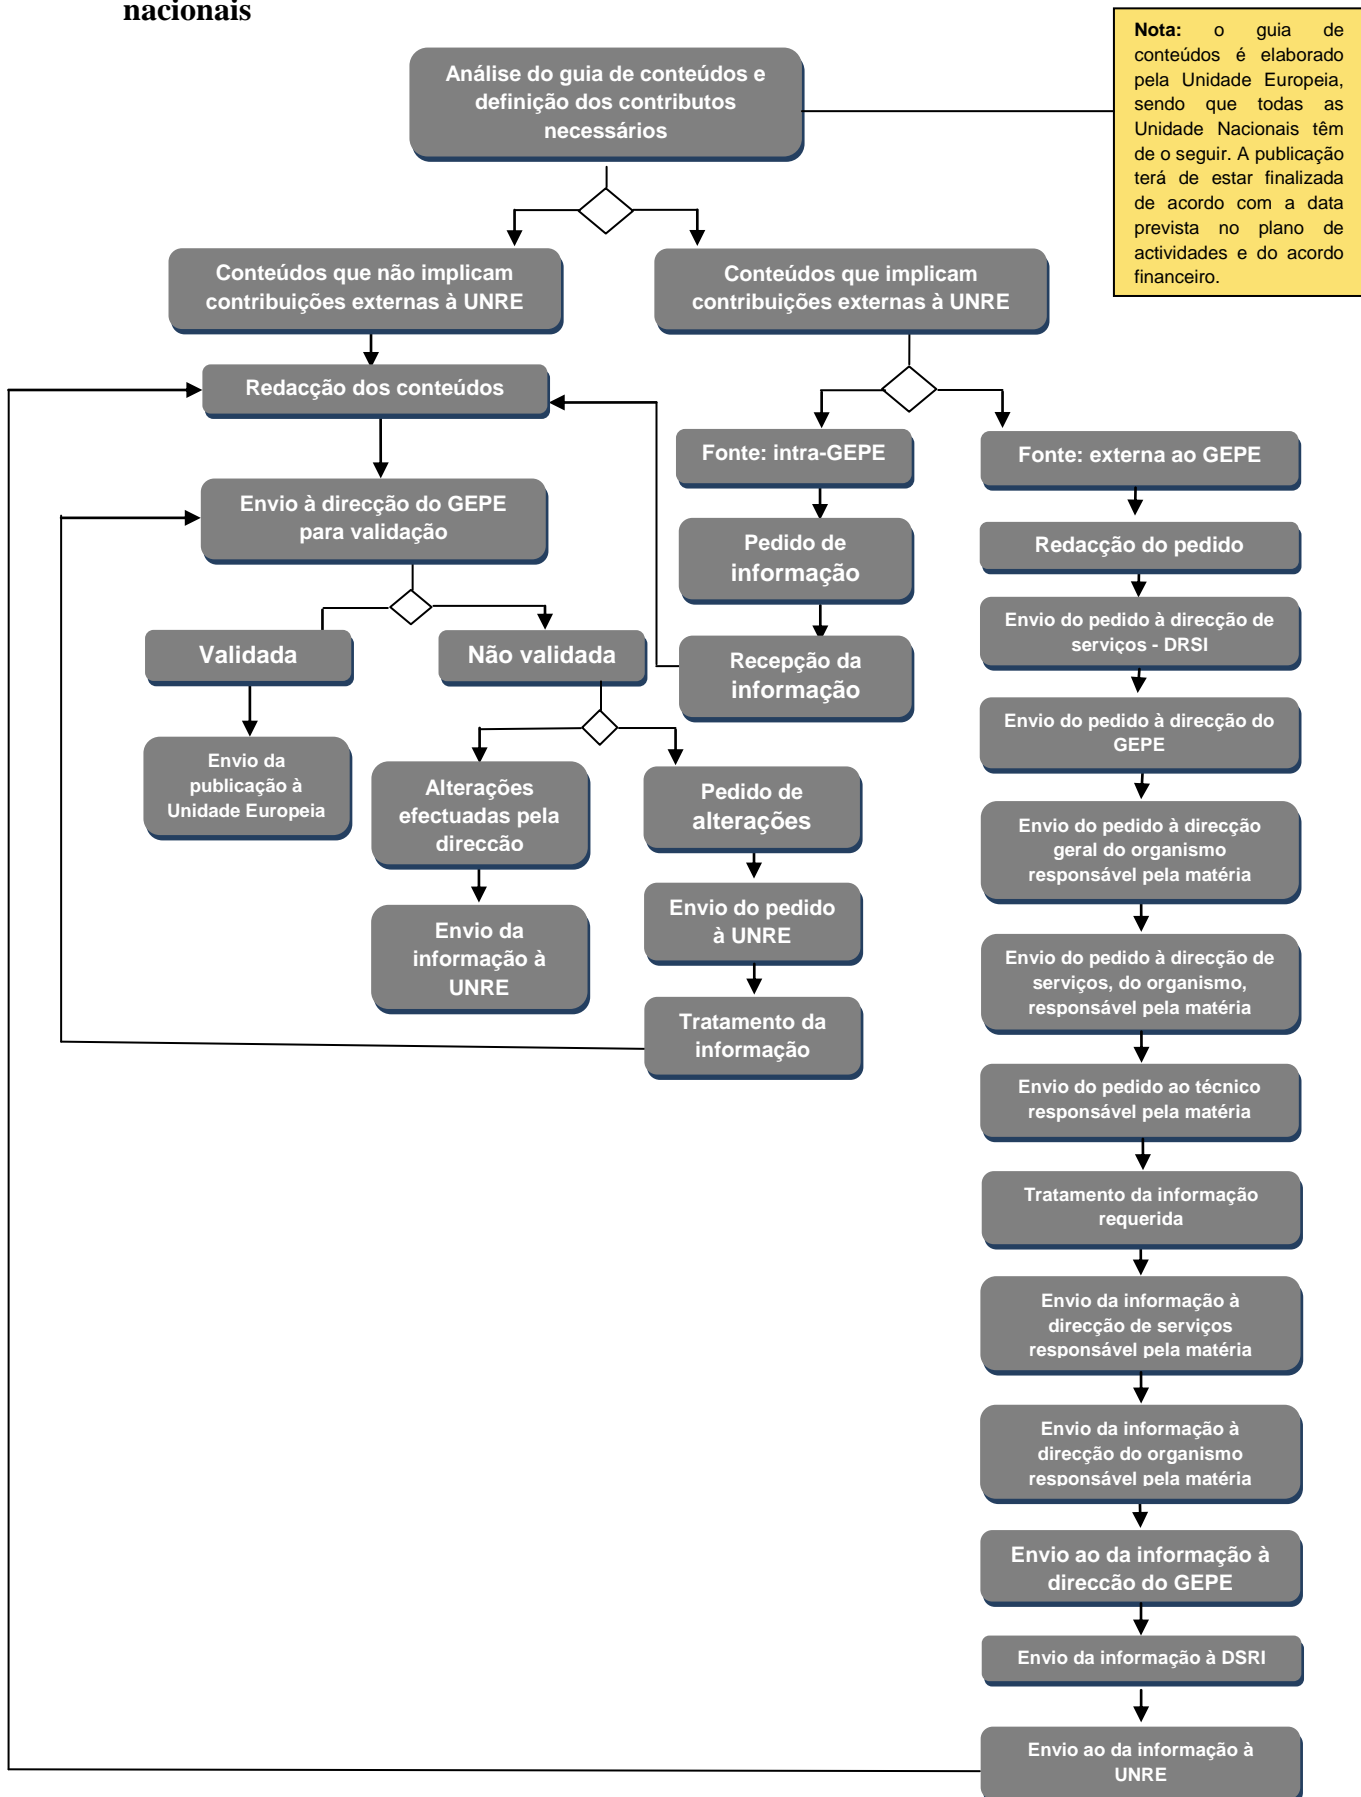 nacionais
Análise do guia de conteúdos e
definição dos contributos
necessários
Nota: o guia de
conteúdos é elaborado
pela Unidade Europeia,
sendo que todas as
Unidade Nacionais têm
de o seguir. A publicação
terá de estar finalizada
de acordo com a data
prevista no plano de
actividades e do acordo
financeiro.
Conteúdos que não implicam
contribuições externas à UNRE
Conteúdos que implicam
contribuições externas à UNRE
Redacção dos conteúdos
Envio à direcção do GEPE
para validação
Validada
Não validada
Envio da
publicação à
Unidade Europeia
Alterações
efectuadas pela
direccão
Envio da
informação à
UNRE
Pedido de
alterações
Envio do pedido
à UNRE
Tratamento da
informação
Fonte: intra-GEPE
Pedido de
informação
Recepção da
informação
Fonte: externa ao GEPE
Redacção do pedido
Envio do pedido à direcção de
serviços - DRSI
Envio do pedido à direcção do
GEPE
Envio do pedido à direcção
geral do organismo
responsável pela matéria
Envio do pedido à direcção de
serviços, do organismo,
responsável pela matéria
Envio do pedido ao técnico
responsável pela matéria
Tratamento da informação
requerida
Envio da informação à
direcção de serviços
responsável pela matéria
Envio da informação à
direcção do organismo
responsável pela matéria
Envio ao da informação à
direccão do GEPE
Envio da informação à DSRI
Envio ao da informação à
UNRE